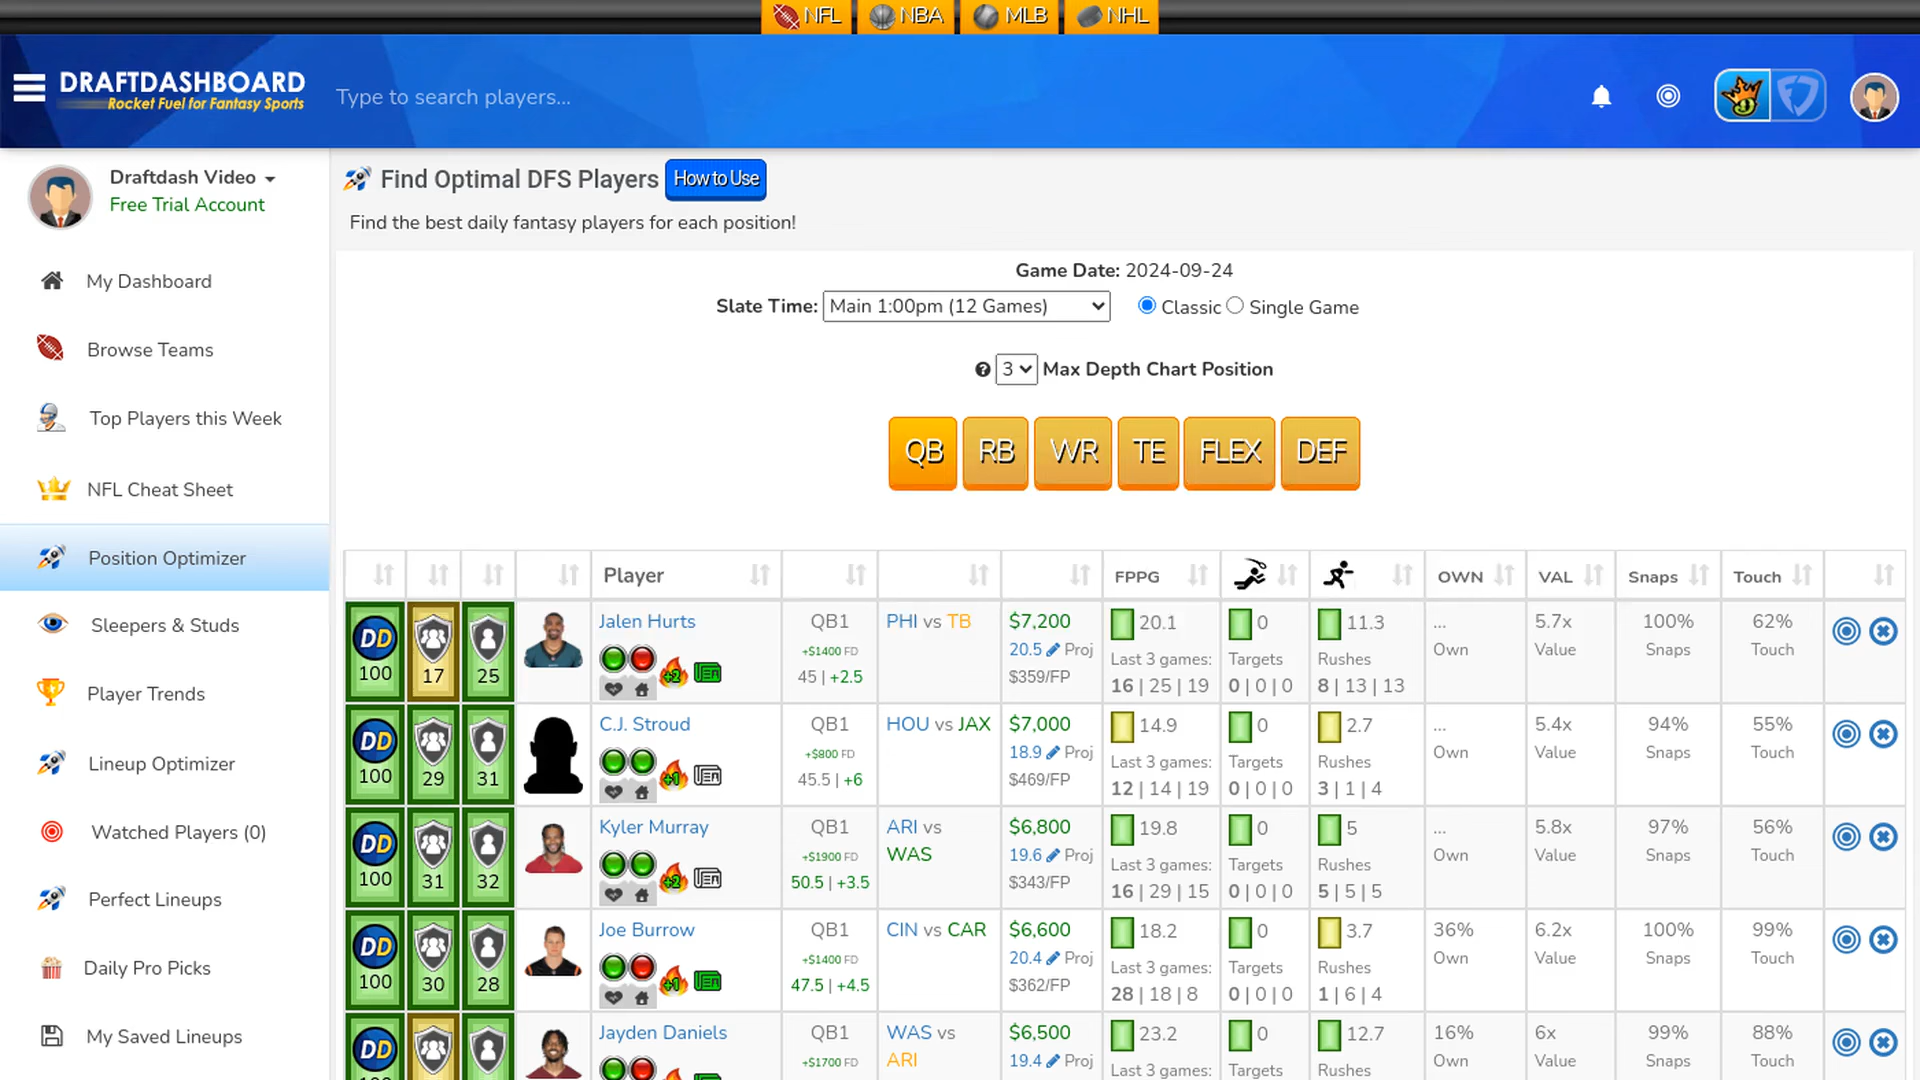 NFL
NBA
MLB
NHL
DRAFTDASHBOARD
Rocket Fuel for Fantasy Sports
Type to search players...
Draftdash Video
Free Trial Account
My Dashboard
Browse Teams
Top Players this Week
NFL Cheat Sheet
Position Optimizer
Sleepers & Studs
Player Trends
Lineup Optimizer
Watched Players (0)
Perfect Lineups
Daily Pro Picks
My Saved Lineups
Find Optimal DFS Players How to Use
Find the best daily fantasy players for each position!
Game Date: 2024-09-24
Slate Time: Main 1:00pm (12 Games) Classic Single Game
3 Max Depth Chart Position
QB RB WR TE FLEX DEF
Player FPPG OWN VAL Snaps Touch
DD 100 17 25
Jalen Hurts
+2
QB1
+$1400 FD
45 | +2.5
PHI vs TB
$7,200
20.5 Proj
$359/FP
20.1
Last 3 games:
16 | 25 | 19
0
Targets
0 | 0 | 0
11.3
Rushes
8 | 13 | 13
...
Own
5.7x
Value
100%
Snaps
62%
Touch
DD 100 29 31
C.J. Stroud
+1
QB1
+$800 FD
45.5 | +6
HOU vs JAX
$7,000
18.9 Proj
$469/FP
14.9
Last 3 games:
12 | 14 | 19
0
Targets
0 | 0 | 0
2.7
Rushes
3 | 1 | 4
...
Own
5.4x
Value
94%
Snaps
55%
Touch
DD 100 31 32
Kyler Murray
+2
QB1
+$1900 FD
50.5 | +3.5
ARI vs
WAS
$6,800
19.6 Proj
$343/FP
19.8
Last 3 games:
16 | 29 | 15
0
Targets
0 | 0 | 0
5
Rushes
5 | 5 | 5
...
Own
5.8x
Value
97%
Snaps
56%
Touch
DD 100 30 28
Joe Burrow
+1
QB1
+$1400 FD
47.5 | +4.5
CIN vs CAR
$6,600
20.4 Proj
$362/FP
18.2
Last 3 games:
28 | 18 | 8
0
Targets
0 | 0 | 0
3.7
Rushes
1 | 6 | 4
36%
Own
6.2x
Value
100%
Snaps
99%
Touch
DD
Jayden Daniels
QB1
+$1700 FD
WAS vs
ARI
$6,500
19.4 Proj
23.2
Last 3 games:
0
Targets
12.7
Rushes
16%
Own
6x
Value
99%
Snaps
88%
Touch